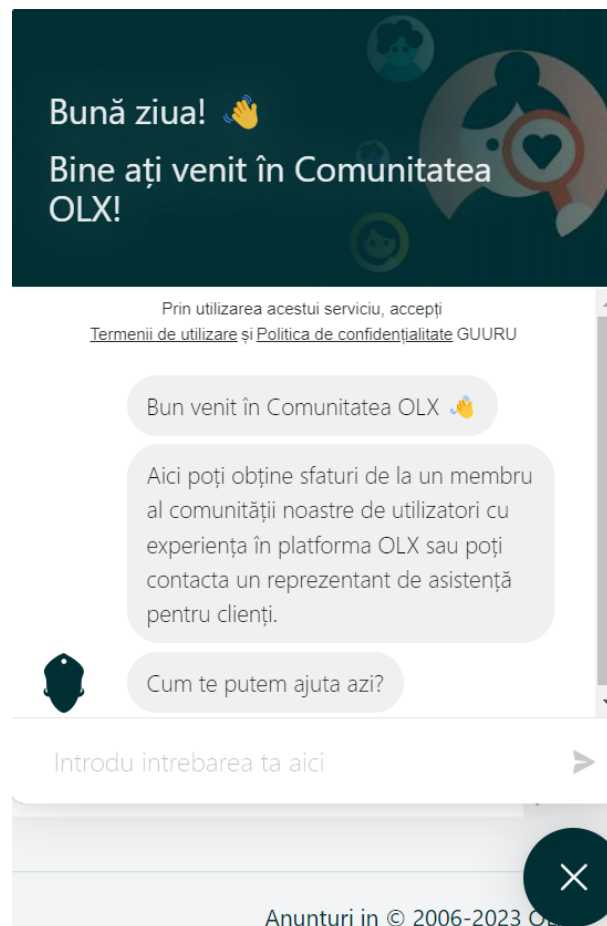 Bună ziua! 👋
Bine ați venit în Comunitatea
OLX!
Prin utilizarea acestui serviciu, accepți
Termenii de utilizare și Politica de confidențialitate GUURU
Bun venit în Comunitatea OLX 👋
Aici poți obține sfaturi de la un membru
al comunității noastre de utilizatori cu
experiența în platforma OLX sau poți
contacta un reprezentant de asistență
pentru clienți.
Cum te putem ajuta azi?
Introdu intrebarea ta aici
Anunturi in © 2006-2023